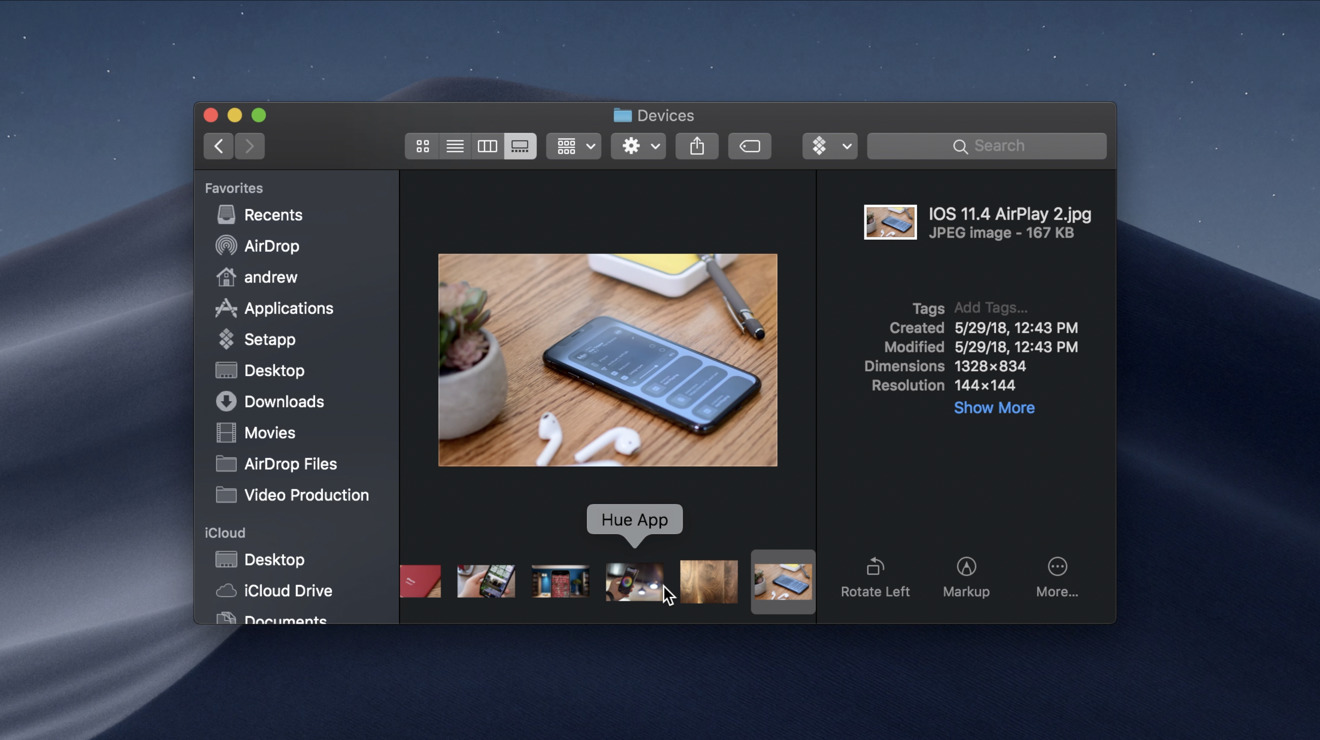 Devices
Search
Favorites
Recents
AirDrop
andrew
Applications
Setapp
Desktop
Downloads
Movies
AirDrop Files
Video Production
iCloud
Desktop
iCloud Drive
Documents
Hue App
IOS 11.4 AirPlay 2.jpg
JPEG image - 167 KB
Tags Add Tags...
Created 5/29/18, 12:43 PM
Modified 5/29/18, 12:43 PM
Dimensions 1328×834
Resolution 144×144
Show More
Rotate Left
Markup
More...